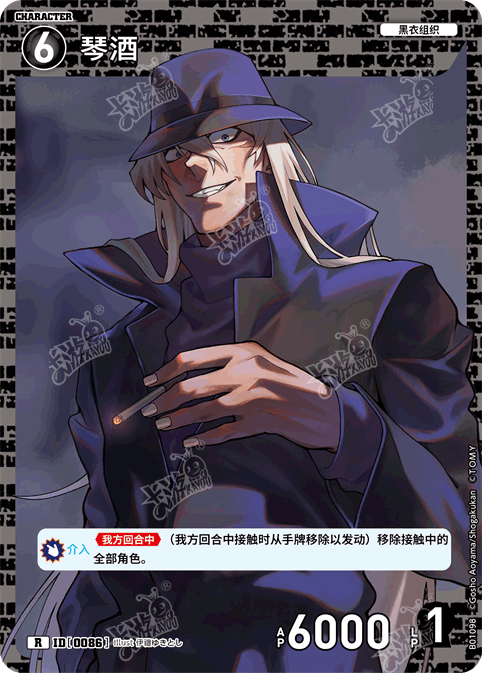 CHARACTER
6
琴酒
黑衣组织
介入 我方回合中 （我方回合中接触时从手牌移除以发动）移除接触中的
全部角色。
R ID[0086] illust 伊徳ゆきとし
AP 6000 LP 1
B01098 ©Gosho Aoyama/Shogakukan ©TOMY